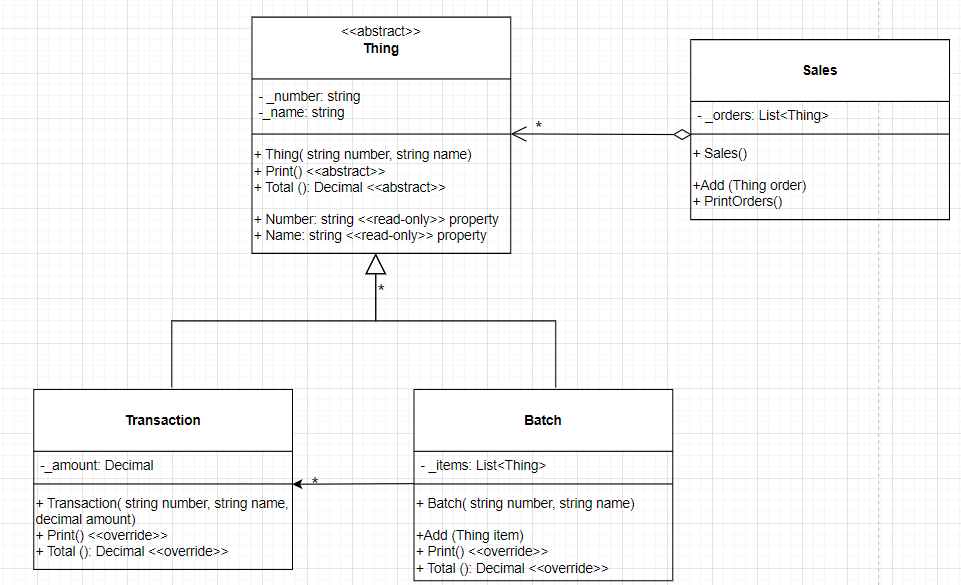 <<abstract>>
Thing
- _number: string
-_name: string
+ Thing( string number, string name)
+ Print() <<abstract>>
+ Total (): Decimal <<abstract>>
+ Number: string <<read-only>> property
+ Name: string <<read-only>> property
*
Sales
- _orders: List<Thing>
+ Sales()
+Add (Thing order)
+ PrintOrders()
*
Transaction
-_amount: Decimal
+ Transaction( string number, string name,
decimal amount)
+ Print() <<override>>
+ Total (): Decimal <<override>>
*
Batch
- _items: List<Thing>
+ Batch( string number, string name)
+Add (Thing item)
+ Print() <<override>>
+ Total (): Decimal <<override>>